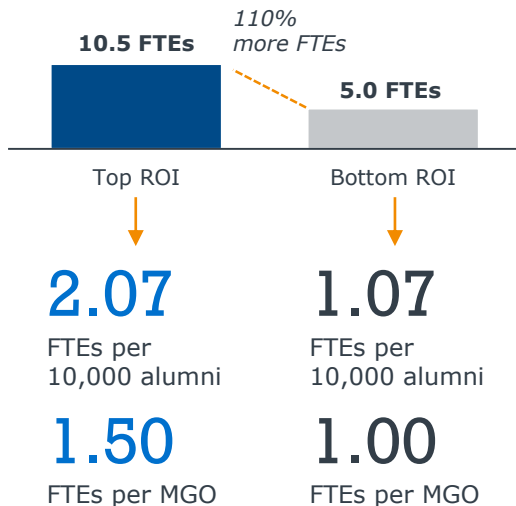 110%
more FTEs
10.5 FTEs
5.0 FTEs
Top ROI
Bottom ROI
2.07
FTEs per
10,000 alumni
1.07
FTEs per
10,000 alumni
1.50
FTEs per MGO
1.00
FTEs per MGO